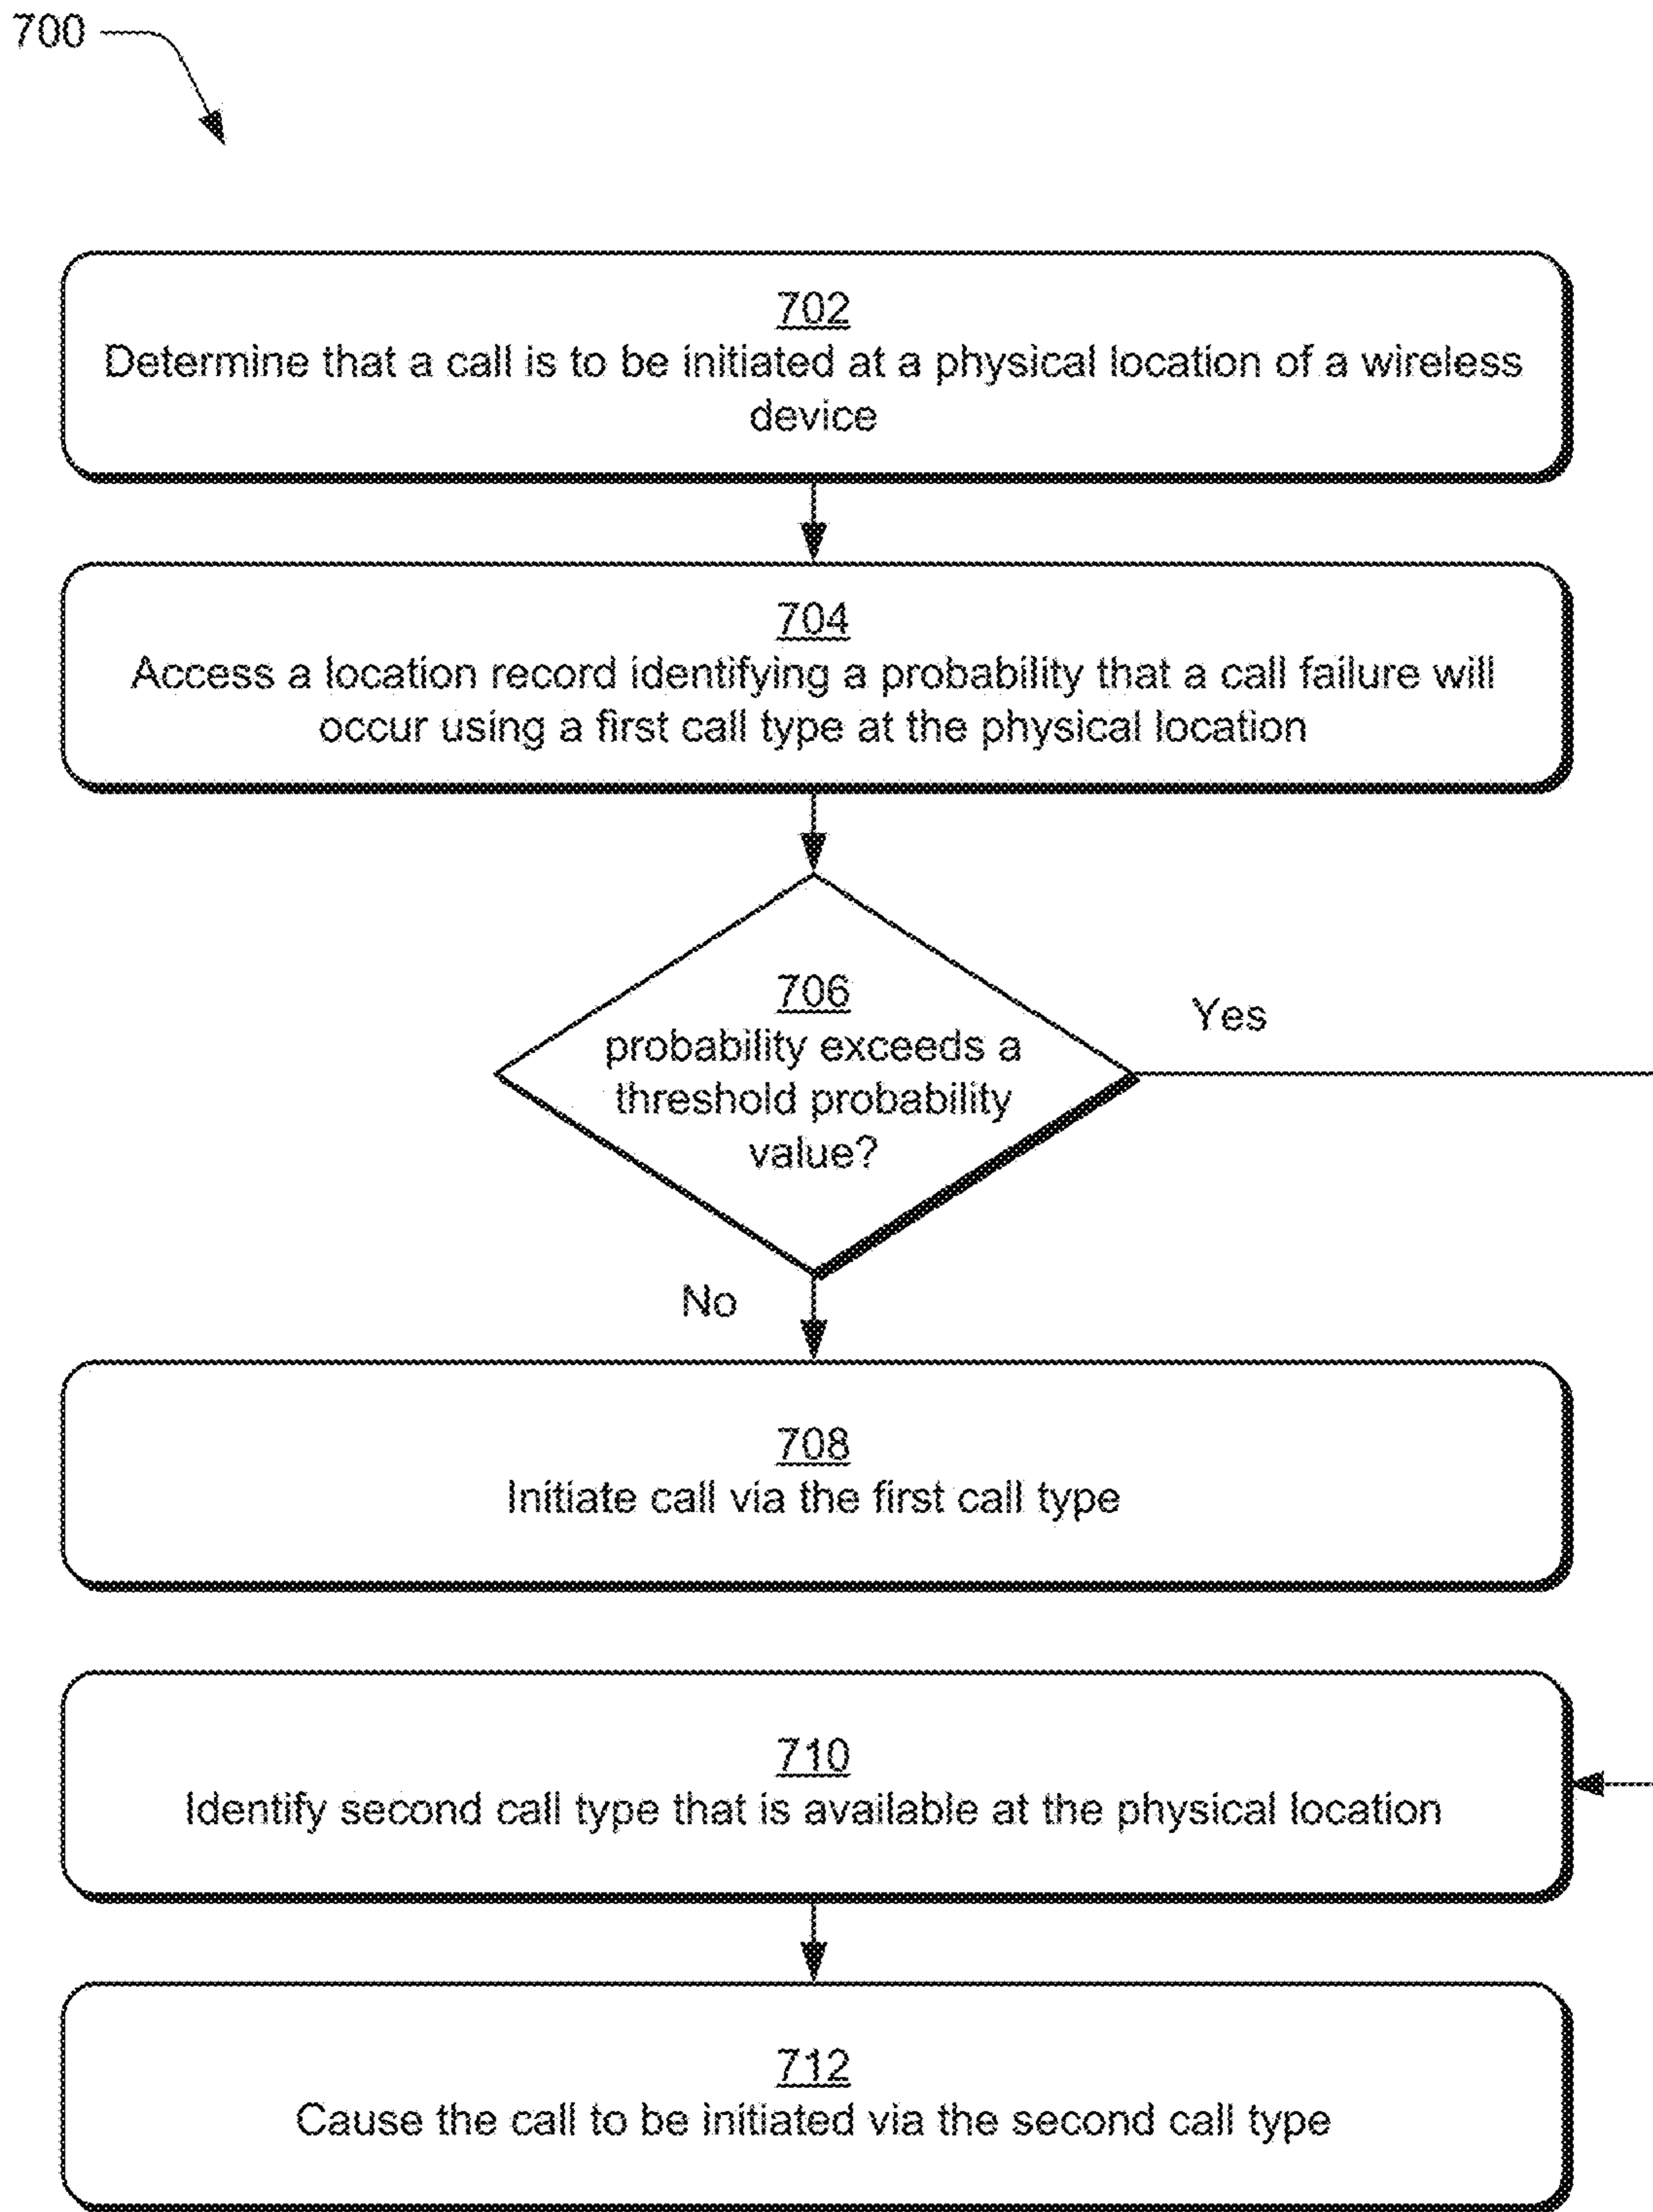 700
702
Determine that a call is to be initiated at a physical location of a wireless
device
704
Access a location record identifying a probability that a call failure will
occur using a first call type at the physical location
706
probability exceeds a
threshold probability
value?
Yes
No
708
Initiate call via the first call type
710
Identify second call type that is available at the physical location
712
Cause the call to be initiated via the second call type